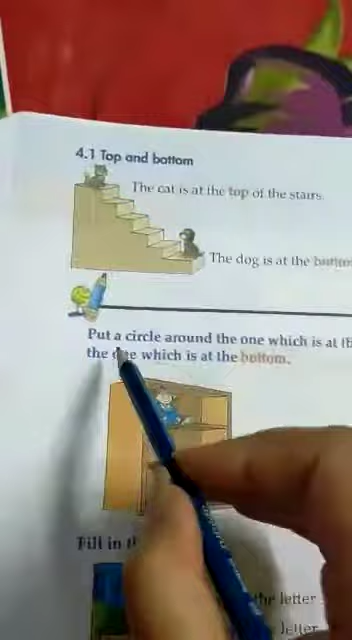 4.1 Top and bottom
The cat is at the top of the stairs.
The dog is at the
Put a circle around the one which is at
the one which is at the bottom.
Fill in
the letter
letter